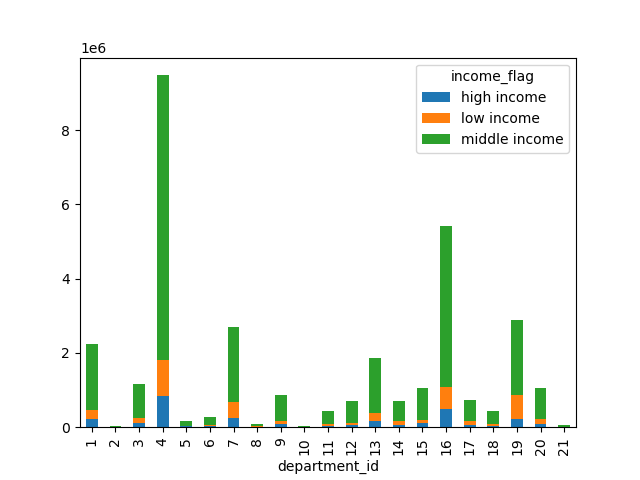 1e6
income_flag
high income
low income
middle income
8
6
4
2
0
1 2 3 4 5 6 7 8 9 10 11 12 13 14 15 16 17 18 19 20 21
department_id